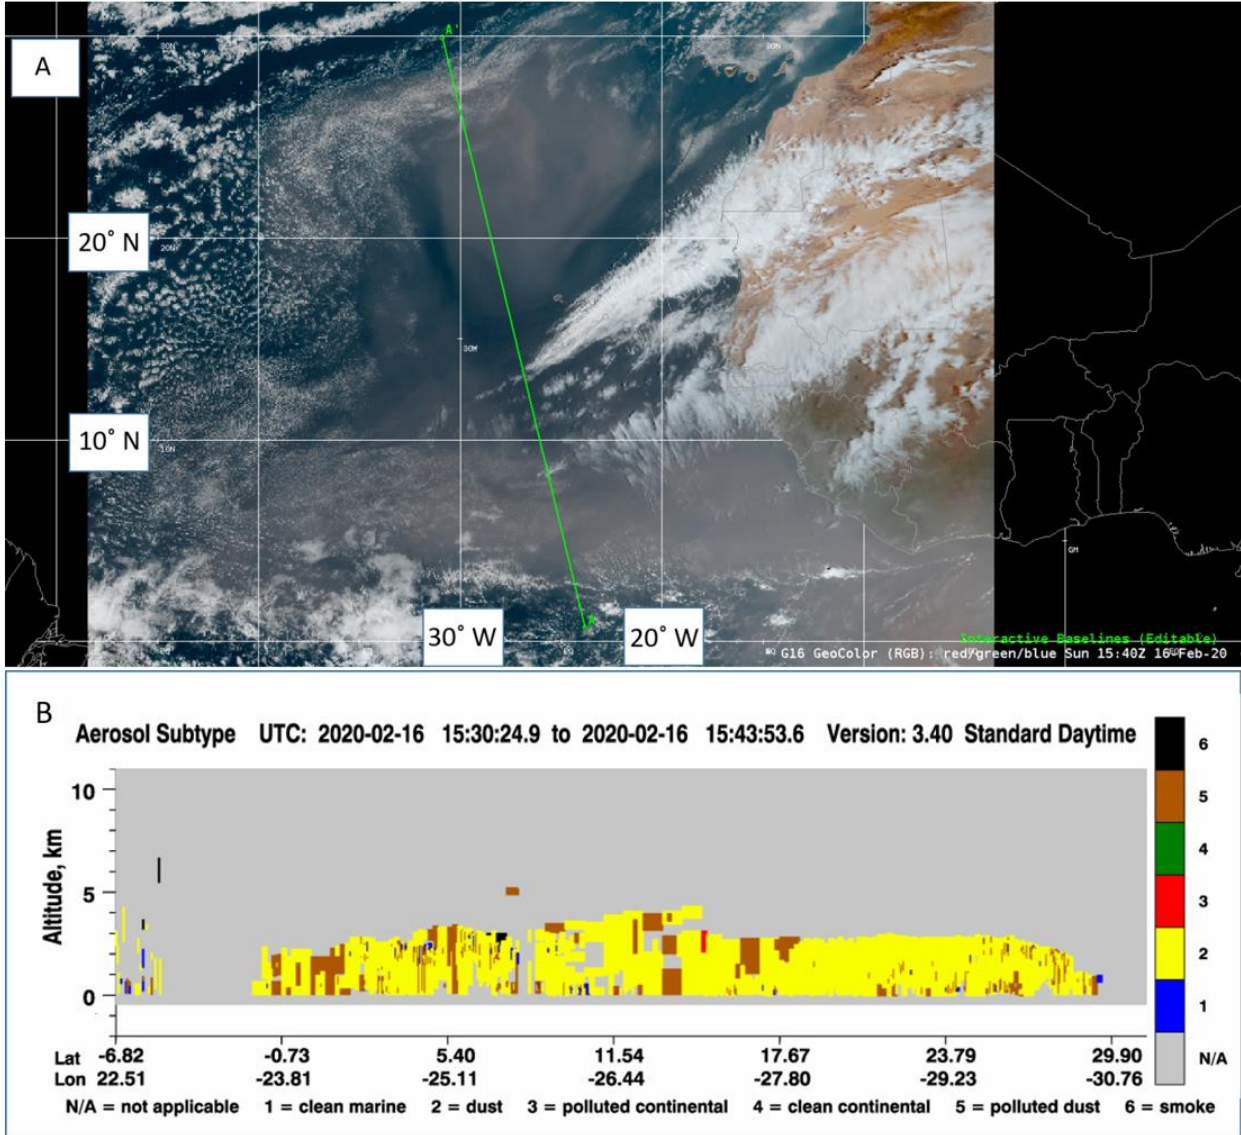 A
A'
30N
30N
20° N
20N
30W
10° N
10N
GM
A
30° W
20° W
Interactive Baselines (Editable)
G16 GeoColor (RGB): red/green/blue Sun 15:40Z 16-Feb-20
B
Aerosol Subtype UTC: 2020-02-16 15:30:24.9 to 2020-02-16 15:43:53.6 Version: 3.40 Standard Daytime
Altitude, km
10
5
0
6
5
4
3
2
1
N/A
Lat -6.82 -0.73 5.40 11.54 17.67 23.79 29.90
Lon 22.51 -23.81 -25.11 -26.44 -27.80 -29.23 -30.76
N/A = not applicable 1 = clean marine 2 = dust 3 = polluted continental 4 = clean continental 5 = polluted dust 6 = smoke